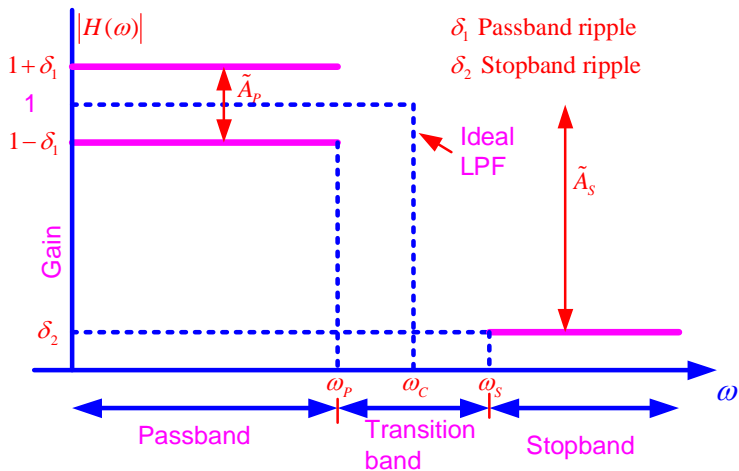 |H(ω)|
δ₁ Passband ripple
δ₂ Stopband ripple
1+δ₁
Ã_P
1
1−δ₁
Ideal
LPF
Ã_S
Gain
δ₂
ω_P
ω_C
ω_S
ω
Passband
Transition
band
Stopband